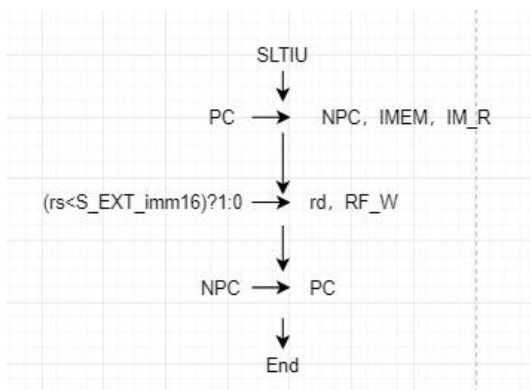 SLTIU
PC NPC, IMEM, IM_R
(rs<S_EXT_imm16)?1:0 rd, RF_W
NPC PC
End